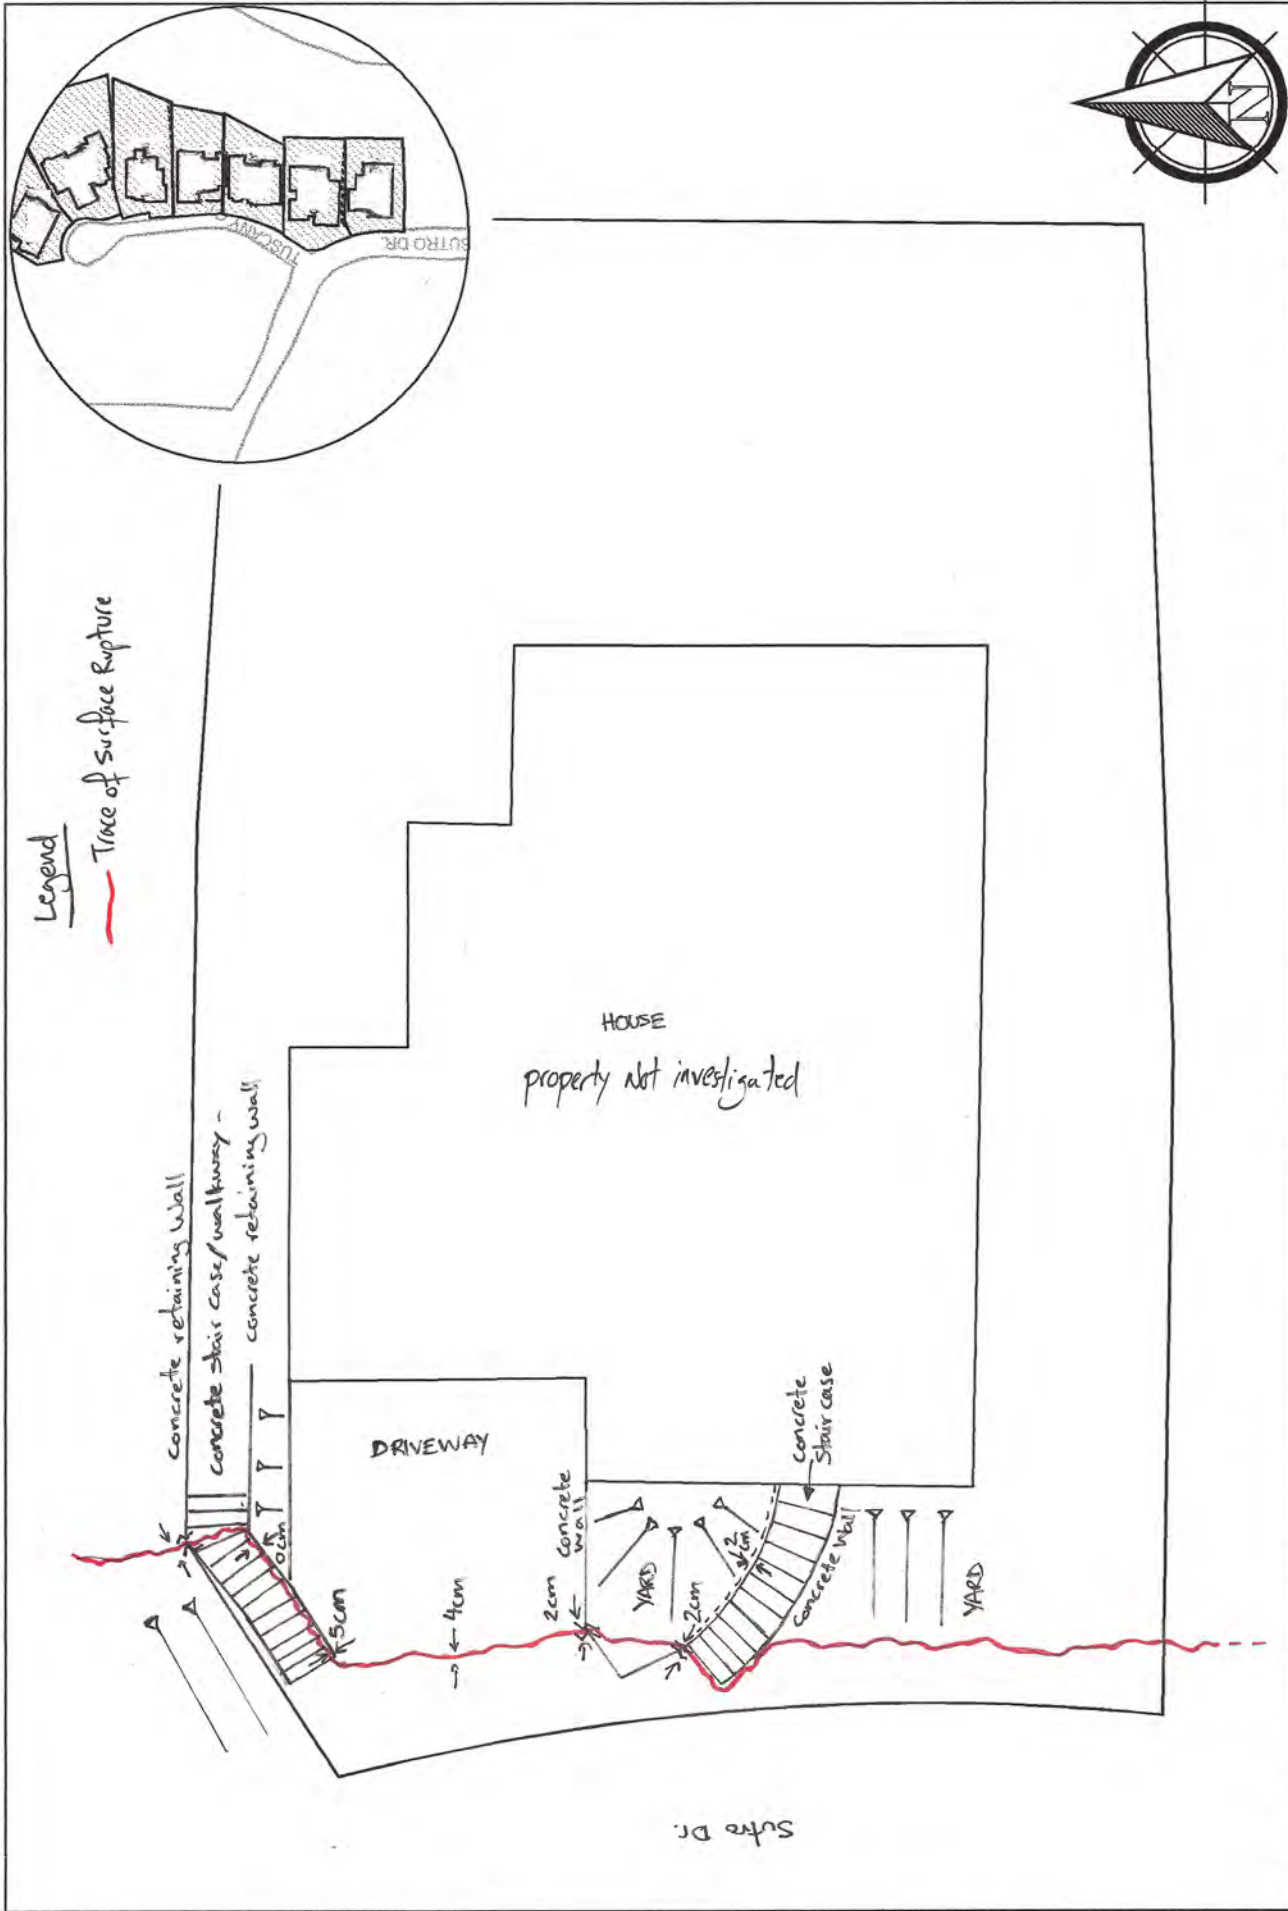 N
TUSCANY
SUTRO DR.
Legend
Trace of Surface Rupture
HOUSE
property Not investigated
concrete retaining Wall
concrete stair case/walkway -
concrete retaining wall
DRIVEWAY
concrete
stair case
concrete
wall
concrete wall
YARD
YARD
5cm
4cm
2cm
2cm
2
cm
Sutro Dr.